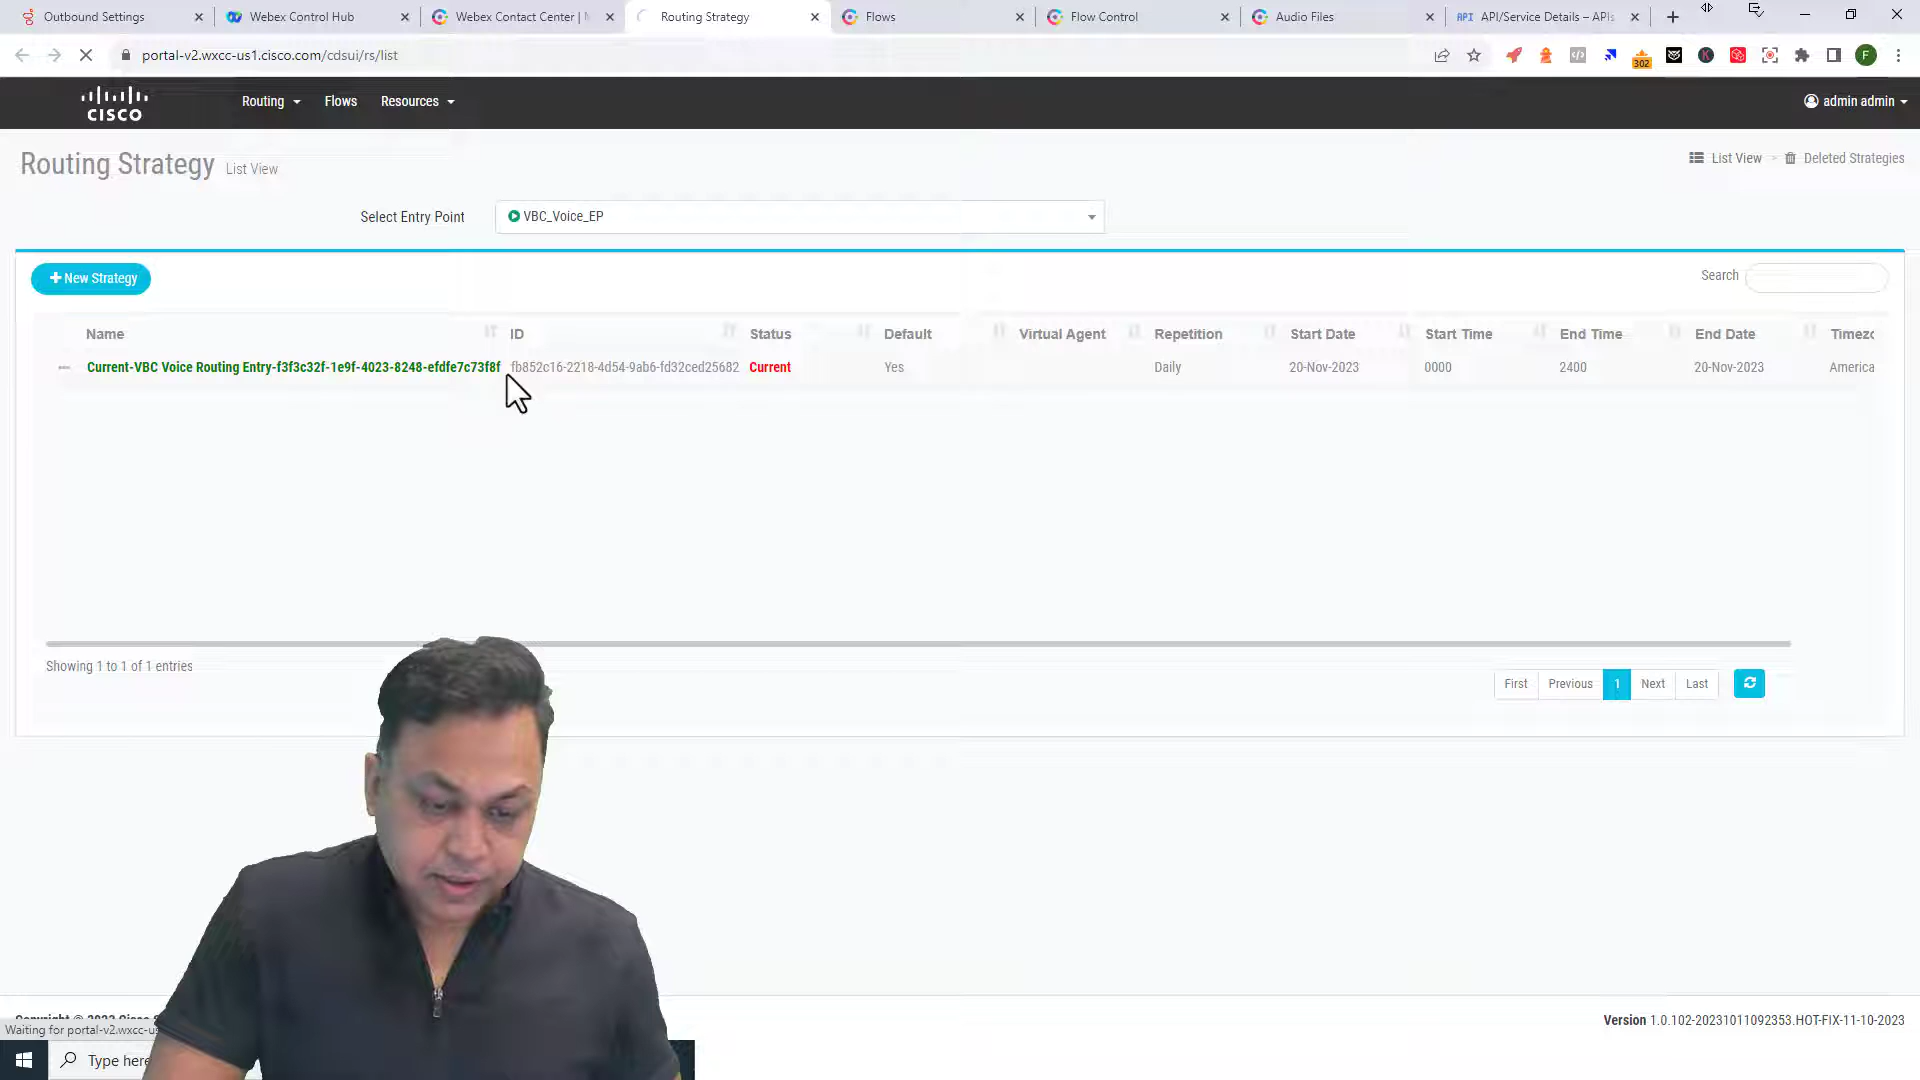 Outbound Settings
Webex Control Hub
Webex Contact Center |
Routing Strategy
Flows
Flow Control
Audio Files
API API/Service Details – APIs
portal-v2.wxcc-us1.cisco.com/cdsui/rs/list
302
F
CISCO
Routing
Flows
Resources
admin admin
Routing Strategy List View
List View > Deleted Strategies
Select Entry Point VBC_Voice_EP
+ New Strategy
Search
Name ID Status Default Virtual Agent Repetition Start Date Start Time End Time End Date Timezo
Current-VBC Voice Routing Entry-f3f3c32f-1e9f-4023-8248-efdfe7c73f8f fb852c16-2218-4d54-9ab6-fd32ced25682 Current Yes Daily 20-Nov-2023 0000 2400 20-Nov-2023 America
Showing 1 to 1 of 1 entries
First Previous 1 Next Last
Version 1.0.102-20231011092353.HOT-FIX-11-10-2023
Waiting for portal-v2.wxcc-us
Type here